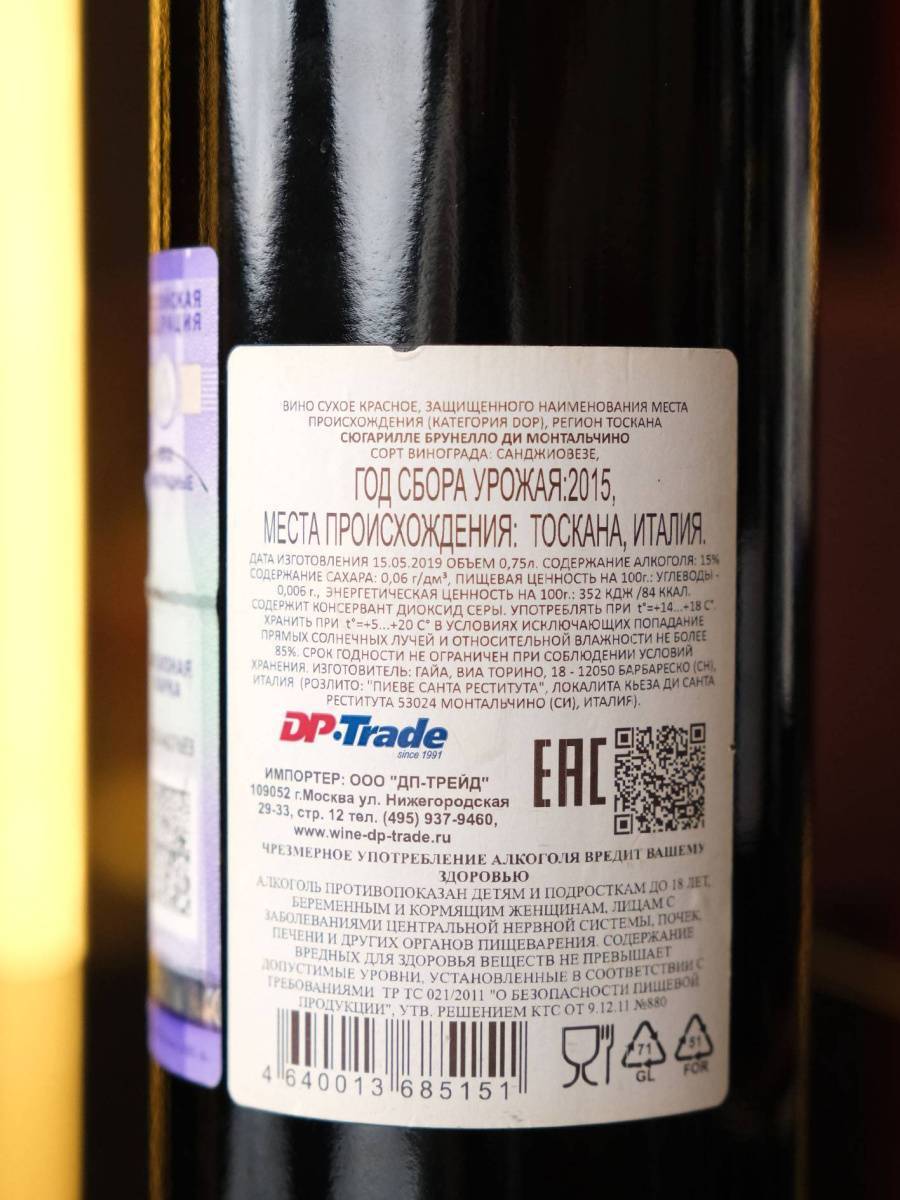 ВИНО СУХОЕ КРАСНОЕ, ЗАЩИЩЕННОГО НАИМЕНОВАНИЯ МЕСТА
ПРОИСХОЖДЕНИЯ (КАТЕГОРИЯ DOP), РЕГИОН ТОСКАНА
СЮГАРИЛЛЕ БРУНЕЛЛО ДИ МОНТАЛЬЧИНО
СОРТ ВИНОГРАДА: САНДЖИОВЕЗЕ,
ГОД СБОРА УРОЖАЯ:2015,
МЕСТА ПРОИСХОЖДЕНИЯ: ТОСКАНА, ИТАЛИЯ.
ДАТА ИЗГОТОВЛЕНИЯ 15.05.2019 ОБЪЕМ 0,75л. СОДЕРЖАНИЕ АЛКОГОЛЯ: 15%
СОДЕРЖАНИЕ САХАРА: 0,06 г/дм³, ПИЩЕВАЯ ЦЕННОСТЬ НА 100г.: УГЛЕВОДЫ -
0,006 г., ЭНЕРГЕТИЧЕСКАЯ ЦЕННОСТЬ НА 100г.: 352 КДЖ /84 ККАЛ.
СОДЕРЖИТ КОНСЕРВАНТ ДИОКСИД СЕРЫ. УПОТРЕБЛЯТЬ ПРИ t°=+14...+18 С°.
ХРАНИТЬ ПРИ t°=+5...+20 С° В УСЛОВИЯХ ИСКЛЮЧАЮЩИХ ПОПАДАНИЕ
ПРЯМЫХ СОЛНЕЧНЫХ ЛУЧЕЙ И ОТНОСИТЕЛЬНОЙ ВЛАЖНОСТИ НЕ БОЛЕЕ
85%. СРОК ГОДНОСТИ НЕ ОГРАНИЧЕН ПРИ СОБЛЮДЕНИИ УСЛОВИЙ
ХРАНЕНИЯ. ИЗГОТОВИТЕЛЬ: ГАЙА, ВИА ТОРИНО, 18 - 12050 БАРБАРЕСКО (CH),
ИТАЛИЯ (РОЗЛИТО: "ПИЕВЕ САНТА РЕСТИТУТА", ЛОКАЛИТА КЬЕЗА ДИ САНТА
РЕСТИТУТА 53024 МОНТАЛЬЧИНО (СИ), ИТАЛИЯ).
DP·Trade
since 1991
ИМПОРТЕР: ООО "ДП-ТРЕЙД"
109052 г.Москва ул. Нижегородская
29-33, стр. 12 тел. (495) 937-9460,
www.wine-dp-trade.ru
EAC
ЧРЕЗМЕРНОЕ УПОТРЕБЛЕНИЕ АЛКОГОЛЯ ВРЕДИТ ВАШЕМУ
ЗДОРОВЬЮ
АЛКОГОЛЬ ПРОТИВОПОКАЗАН ДЕТЯМ И ПОДРОСТКАМ ДО 18 ЛЕТ,
БЕРЕМЕННЫМ И КОРМЯЩИМ ЖЕНЩИНАМ, ЛИЦАМ С
ЗАБОЛЕВАНИЯМИ ЦЕНТРАЛЬНОЙ НЕРВНОЙ СИСТЕМЫ, ПОЧЕК,
ПЕЧЕНИ И ДРУГИХ ОРГАНОВ ПИЩЕВАРЕНИЯ. СОДЕРЖАНИЕ
ВРЕДНЫХ ДЛЯ ЗДОРОВЬЯ ВЕЩЕСТВ НЕ ПРЕВЫШАЕТ
ДОПУСТИМЫЕ УРОВНИ, УСТАНОВЛЕННЫЕ В СООТВЕТСТВИИ С
ТРЕБОВАНИЯМИ ТР ТС 021/2011 "О БЕЗОПАСНОСТИ ПИЩЕВОЙ
ПРОДУКЦИИ", УТВ. РЕШЕНИЕМ КТС ОТ 9.12.11 №880
4 640013 685151
71
GL
51
FOR